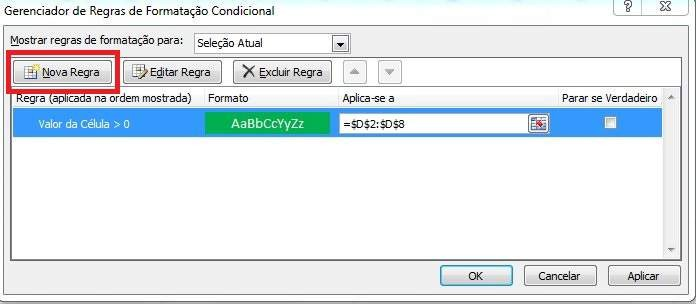 Gerenciador de Regras de Formatação Condicional
Mostrar regras de formatação para: Seleção Atual
Nova Regra Editar Regra Excluir Regra
Regra (aplicada na ordem mostrada) Formato Aplica-se a Parar se Verdadeiro
Valor da Célula > 0 AaBbCcYyZz =$D$2:$D$8
OK Cancelar Aplicar